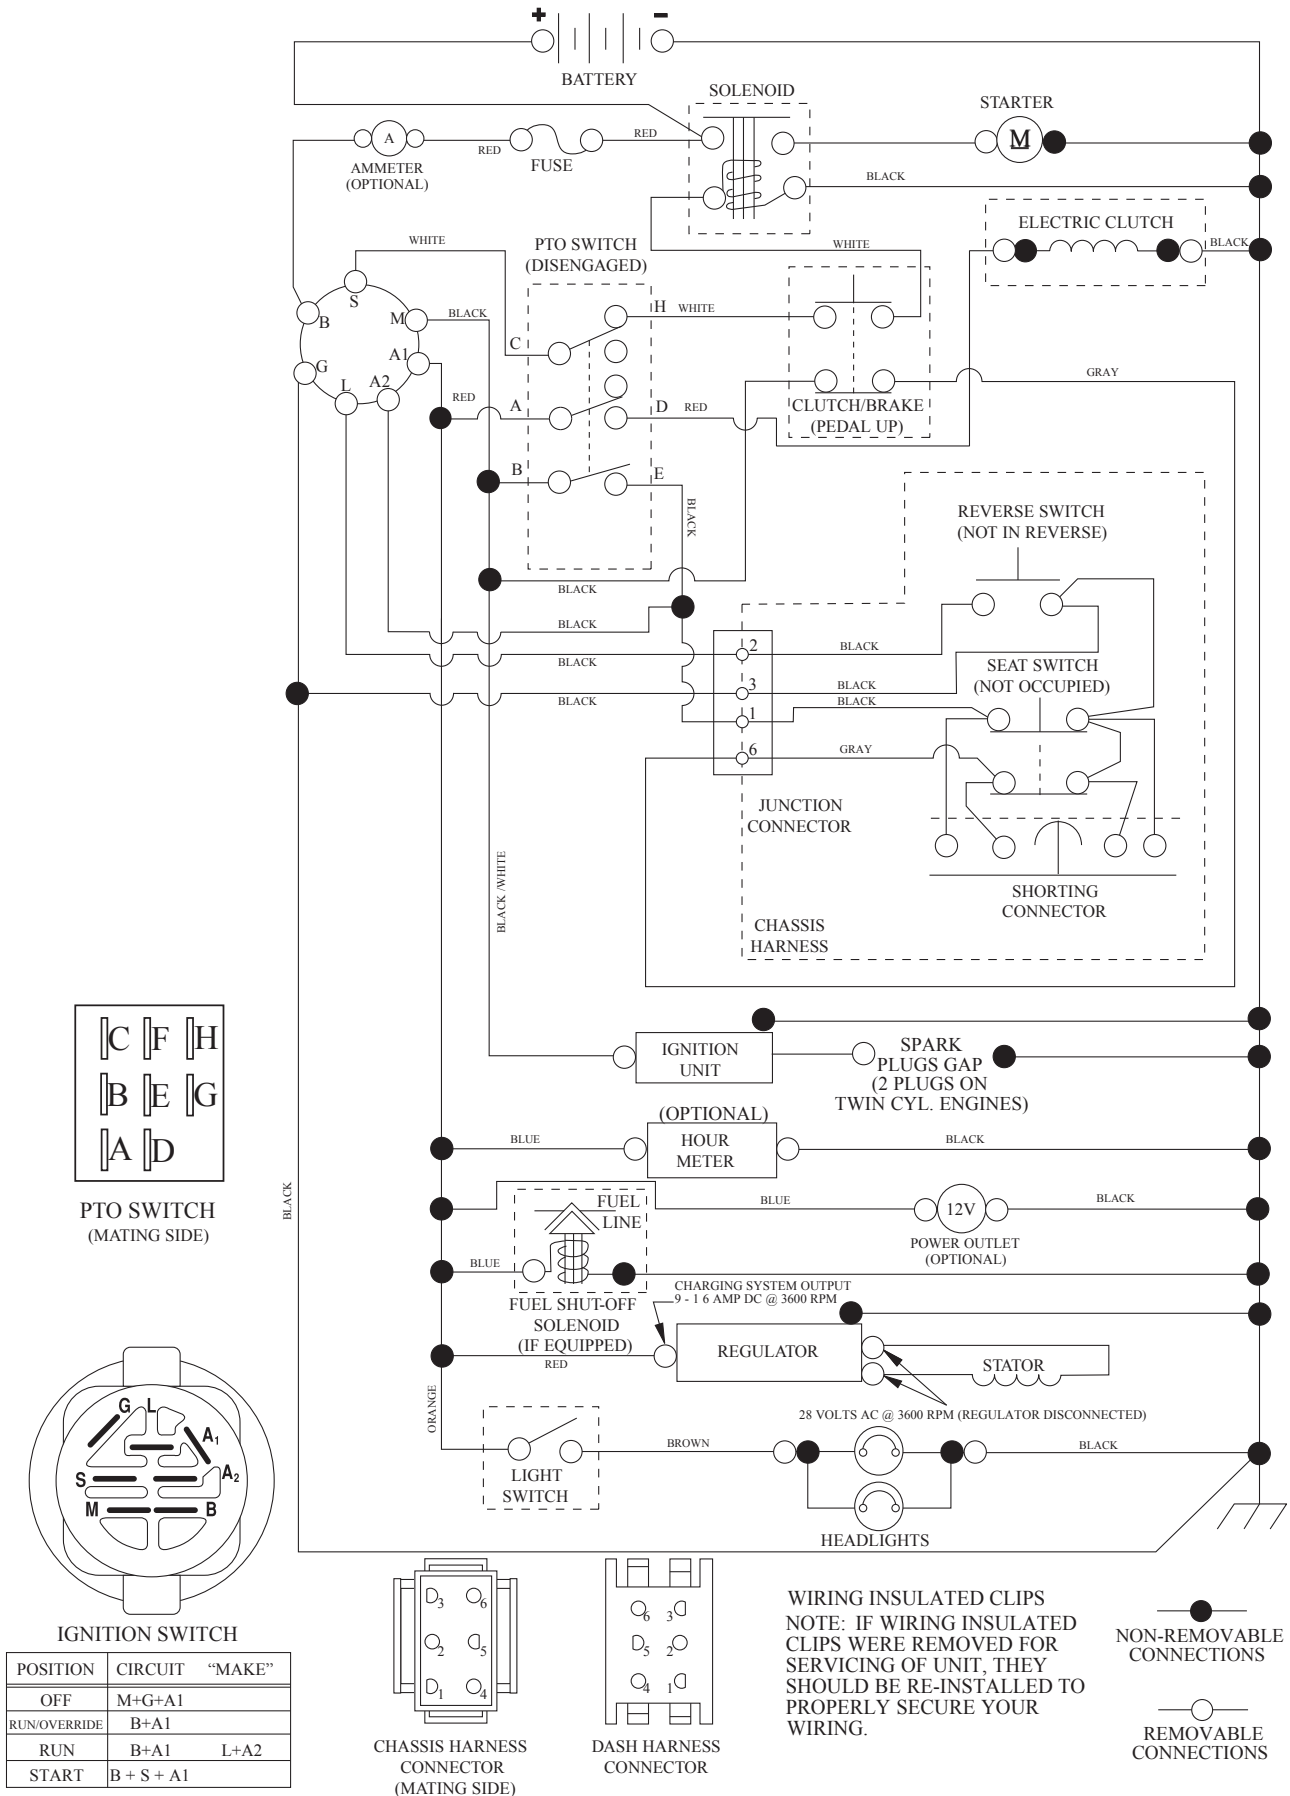 + −
BATTERY
SOLENOID
STARTER
M
A
AMMETER
(OPTIONAL)
RED
FUSE
RED
BLACK
WHITE
PTO SWITCH
(DISENGAGED)
WHITE
ELECTRIC CLUTCH
BLACK
S
B
M
BLACK
G
A1
L
A2
H
WHITE
C
RED
A
D
RED
B
E
CLUTCH/BRAKE
(PEDAL UP)
GRAY
BLACK
BLACK
BLACK
BLACK
BLACK
REVERSE SWITCH
(NOT IN REVERSE)
2
BLACK
SEAT SWITCH
(NOT OCCUPIED)
3
BLACK
BLACK
1
6
GRAY
JUNCTION
CONNECTOR
SHORTING
CONNECTOR
CHASSIS
HARNESS
BLACK /WHITE
C F H
B E G
A D
PTO SWITCH
(MATING SIDE)
BLACK
IGNITION
UNIT
SPARK
PLUGS GAP
(2 PLUGS ON
TWIN CYL. ENGINES)
(OPTIONAL)
BLUE
HOUR
METER
BLACK
FUEL
LINE
BLUE
12V
BLACK
POWER OUTLET
(OPTIONAL)
BLUE
FUEL SHUT-OFF
SOLENOID
(IF EQUIPPED)
CHARGING SYSTEM OUTPUT
9 - 1 6 AMP DC @ 3600 RPM
RED
REGULATOR
STATOR
28 VOLTS AC @ 3600 RPM (REGULATOR DISCONNECTED)
ORANGE
LIGHT
SWITCH
BROWN
BLACK
HEADLIGHTS
G L
A1
S
A2
M
B
IGNITION SWITCH
POSITION CIRCUIT “MAKE”
OFF M+G+A1
RUN/OVERRIDE B+A1
RUN B+A1 L+A2
START B + S + A1
3 6
2 5
1 4
CHASSIS HARNESS
CONNECTOR
(MATING SIDE)
6 3
5 2
4 1
DASH HARNESS
CONNECTOR
WIRING INSULATED CLIPS
NOTE: IF WIRING INSULATED
CLIPS WERE REMOVED FOR
SERVICING OF UNIT, THEY
SHOULD BE RE-INSTALLED TO
PROPERLY SECURE YOUR
WIRING.
NON-REMOVABLE
CONNECTIONS
REMOVABLE
CONNECTIONS